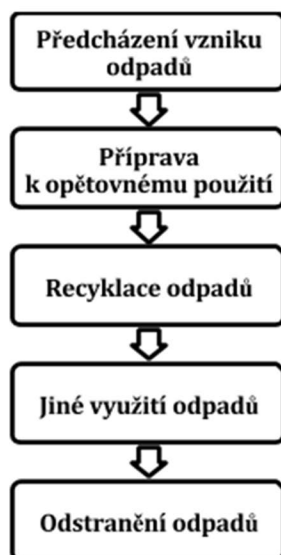 Předcházení vzniku
odpadů
Příprava
k opětovnému použití
Recyklace odpadů
Jiné využití odpadů
Odstranění odpadů